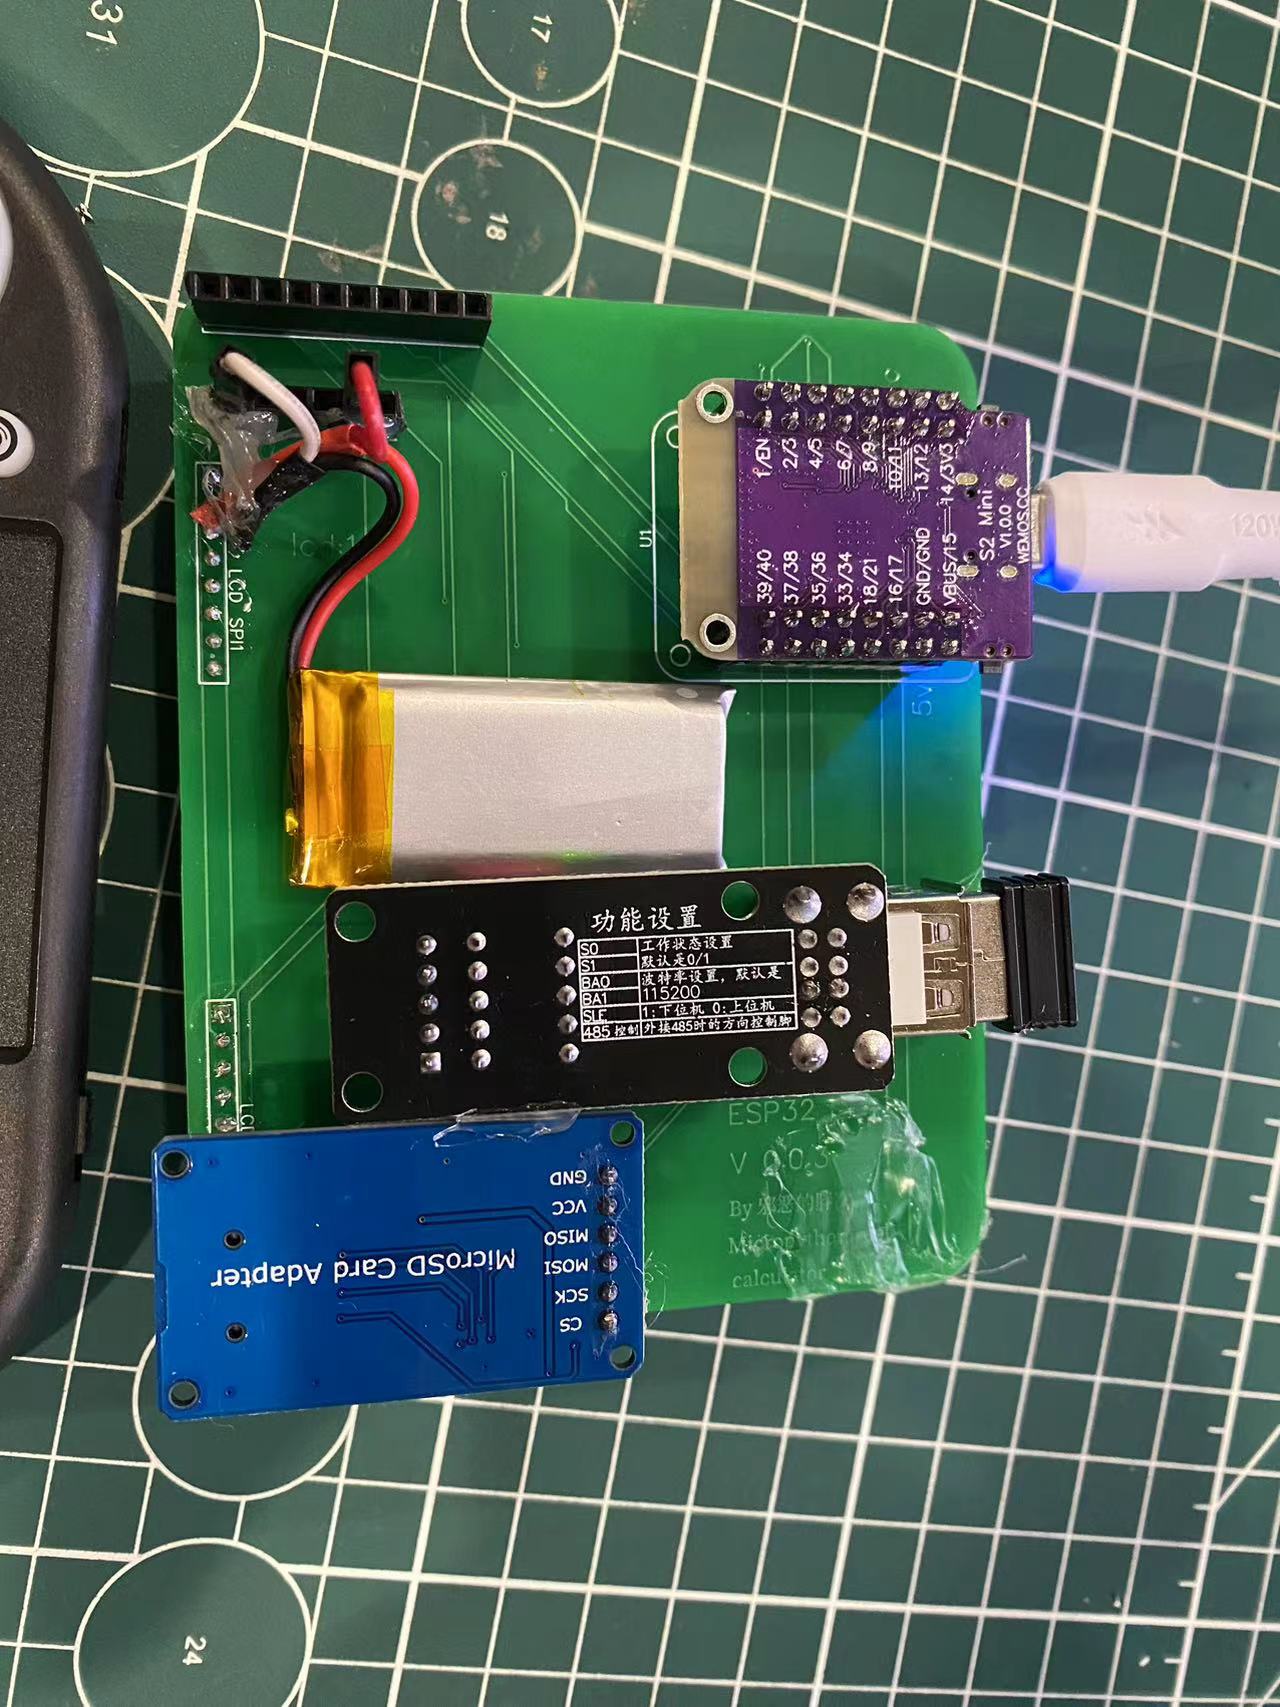 31
17
18
1/EN
2/3
4/5
6/7
8/9
10/11
13/12
14/3V3
39/40
37/38
35/36
33/34
18/21
16/17
GND/GND
VBUS/15
S2 Mini
V1.0.0
WEMOS.CC
120W
U1
lcd1
LCD SPI1
5v
功能设置
S0 工作状态设置
S1 默认是0/1
BA0 波特率设置，默认是
BA1 115200
SLE 1:下位机 0:上位机
485控制 外接485时的方向控制脚
ESP32
V 0.0.3
By
calculator
MicroSD Card Adapter
GND
VCC
MISO
MOSI
SCK
CS
24